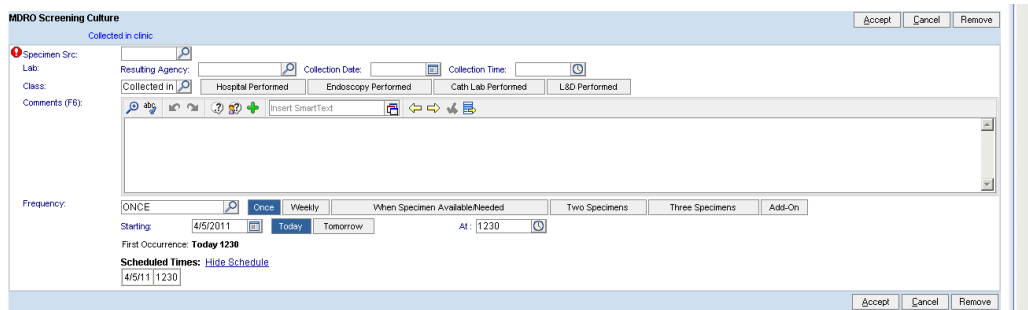 MDRO Screening Culture Accept Cancel Remove
Collected in clinic
Specimen Src:
Lab: Resulting Agency: Collection Date: Collection Time:
Class: Collected in Hospital Performed Endoscopy Performed Cath Lab Performed L&D Performed
Comments (F6): abc Insert SmartText
Frequency: ONCE Once Weekly When Specimen Available/Needed Two Specimens Three Specimens Add-On
Starting: 4/5/2011 Today Tomorrow At: 1230
First Occurrence: Today 1230
Scheduled Times: Hide Schedule
4/5/11 1230
Accept Cancel Remove